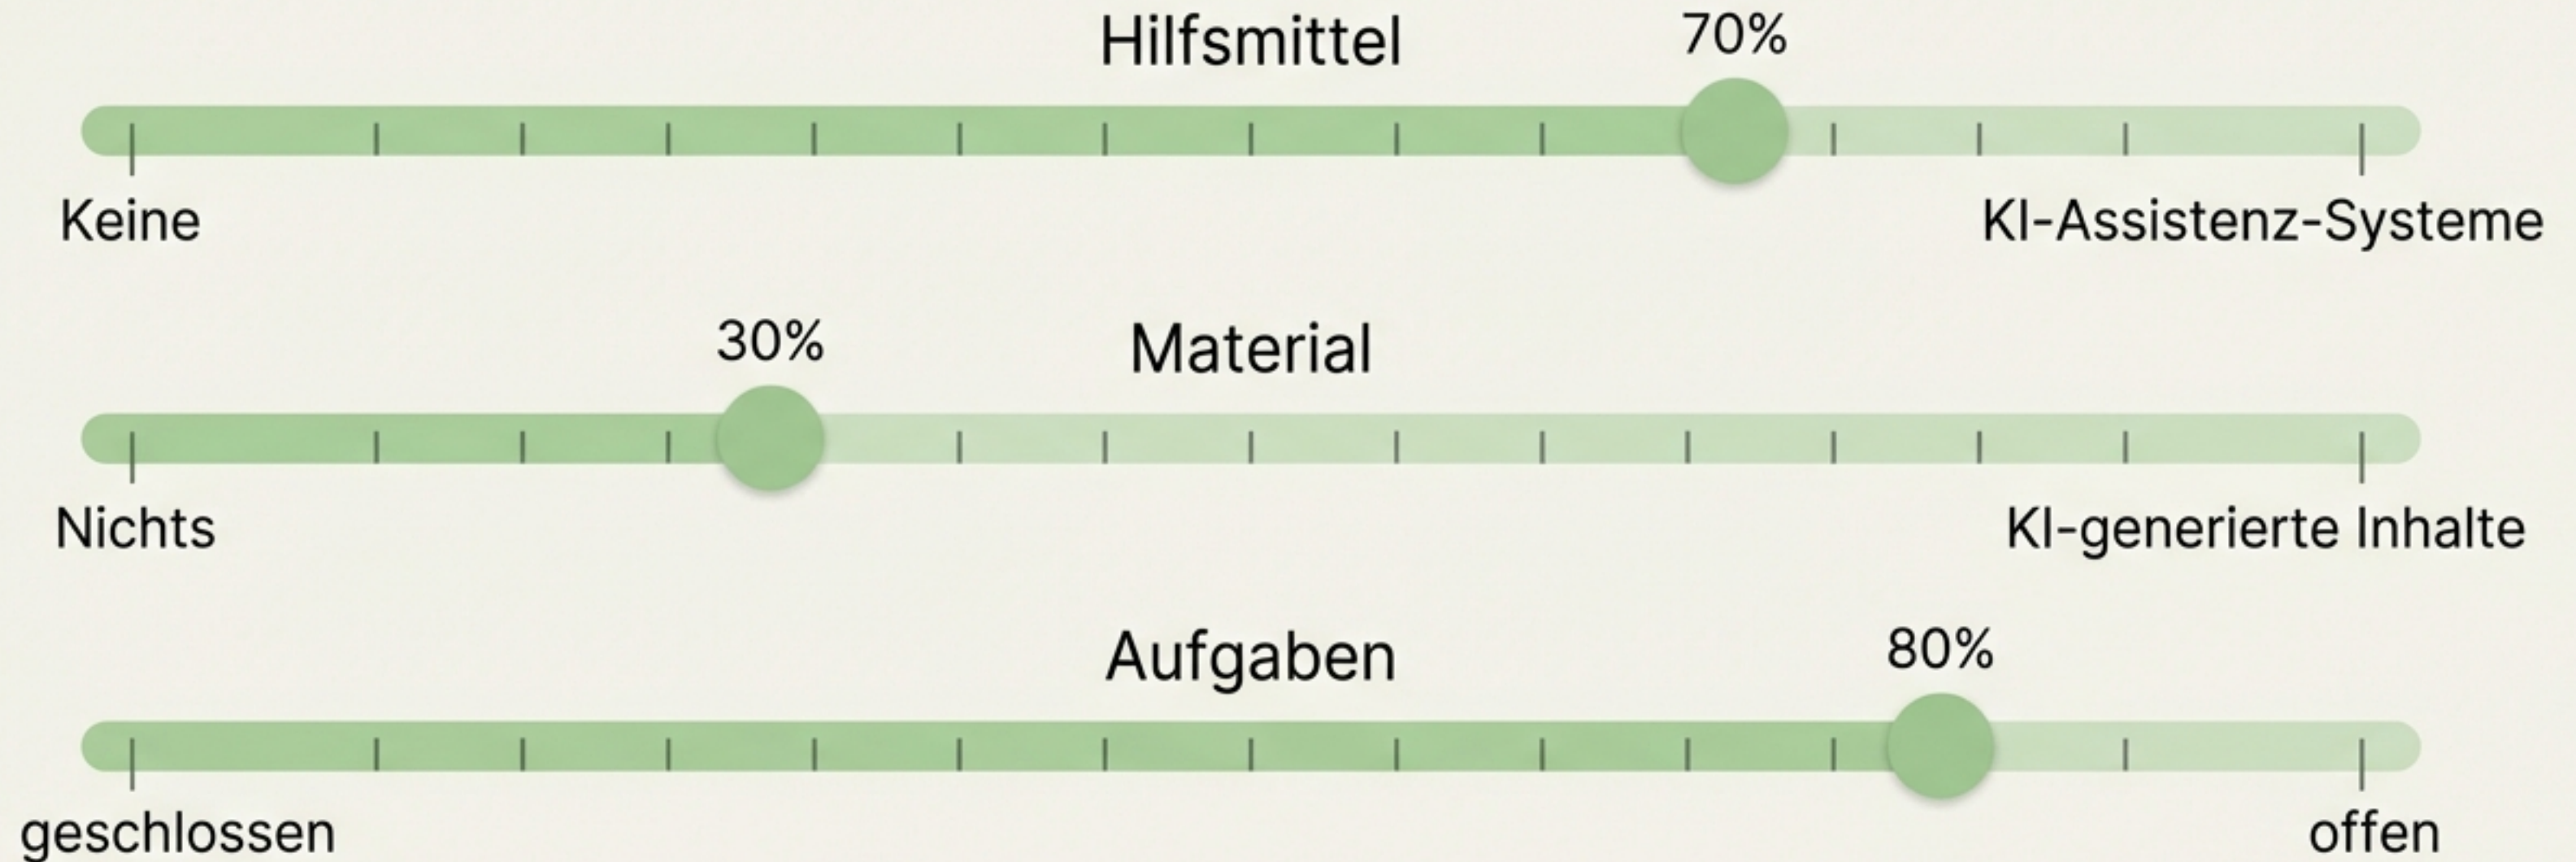 Hilfsmittel
70%
Keine
KI-Assistenz-Systeme
30%
Material
Nichts
KI-generierte Inhalte
Aufgaben
80%
geschlossen
offen